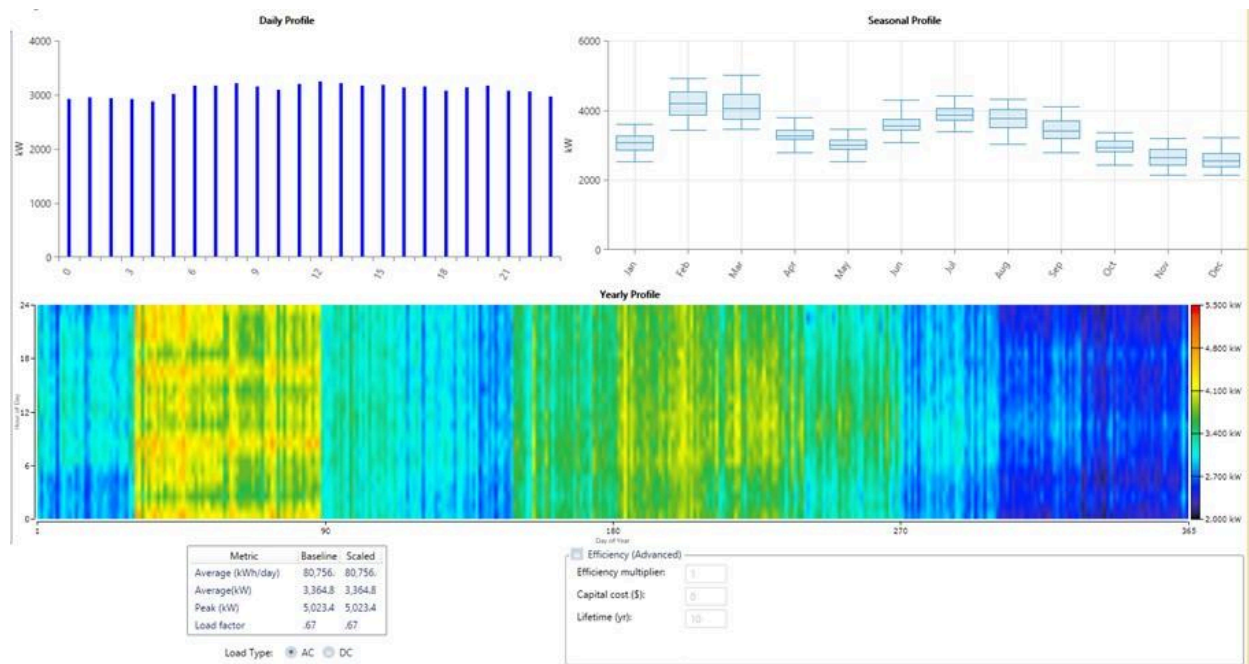 Daily Profile
4000
3000
2000
1000
0
kW
0
3
6
9
12
15
18
21
Seasonal Profile
6000
4000
2000
0
kW
Jan
Feb
Mar
Apr
May
Jun
Jul
Aug
Sep
Oct
Nov
Dec
Yearly Profile
24
18
12
6
0
Hour of Day
1
90
180
270
365
Day of Year
5,500 kW
4,800 kW
4,100 kW
3,400 kW
2,700 kW
2,000 kW
Metric Baseline Scaled
Average (kWh/day) 80,756. 80,756.
Average(kW) 3,364.8 3,364.8
Peak (kW) 5,023.4 5,023.4
Load factor .67 .67
Load Type: AC DC
Efficiency (Advanced)
Efficiency multiplier: 1
Capital cost ($): 0
Lifetime (yr): 10